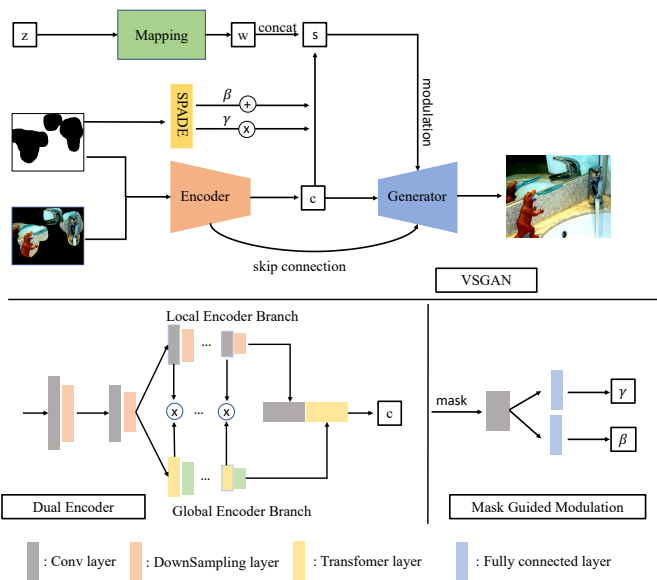 z
Mapping
w
concat
s
SPADE
β
+
γ
x
modulation
Encoder
c
Generator
skip connection
VSGAN
Local Encoder Branch
...
x
...
x
c
...
Global Encoder Branch
Dual Encoder
mask
γ
β
Mask Guided Modulation
: Conv layer
: DownSampling layer
: Transfomer layer
: Fully connected layer